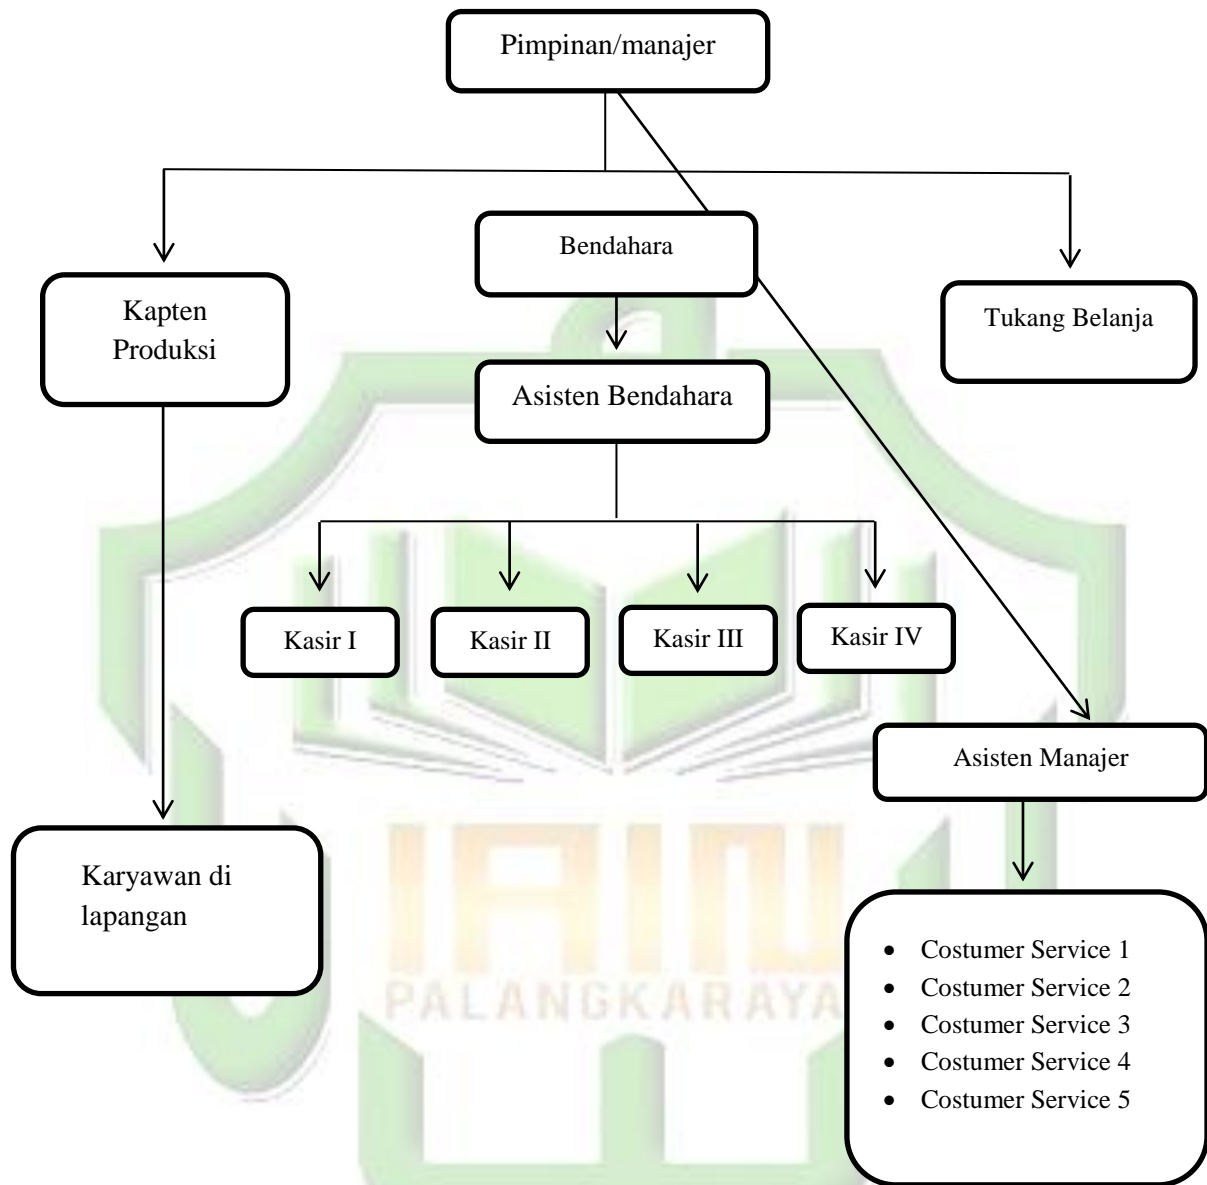 Pimpinan/manajer
Bendahara
Kapten
Produksi
Tukang Belanja
Asisten Bendahara
Kasir I
Kasir II
Kasir III
Kasir IV
Asisten Manajer
Karyawan di
lapangan
• Costumer Service 1
• Costumer Service 2
• Costumer Service 3
• Costumer Service 4
• Costumer Service 5
IAIN
PALANGKARAYA